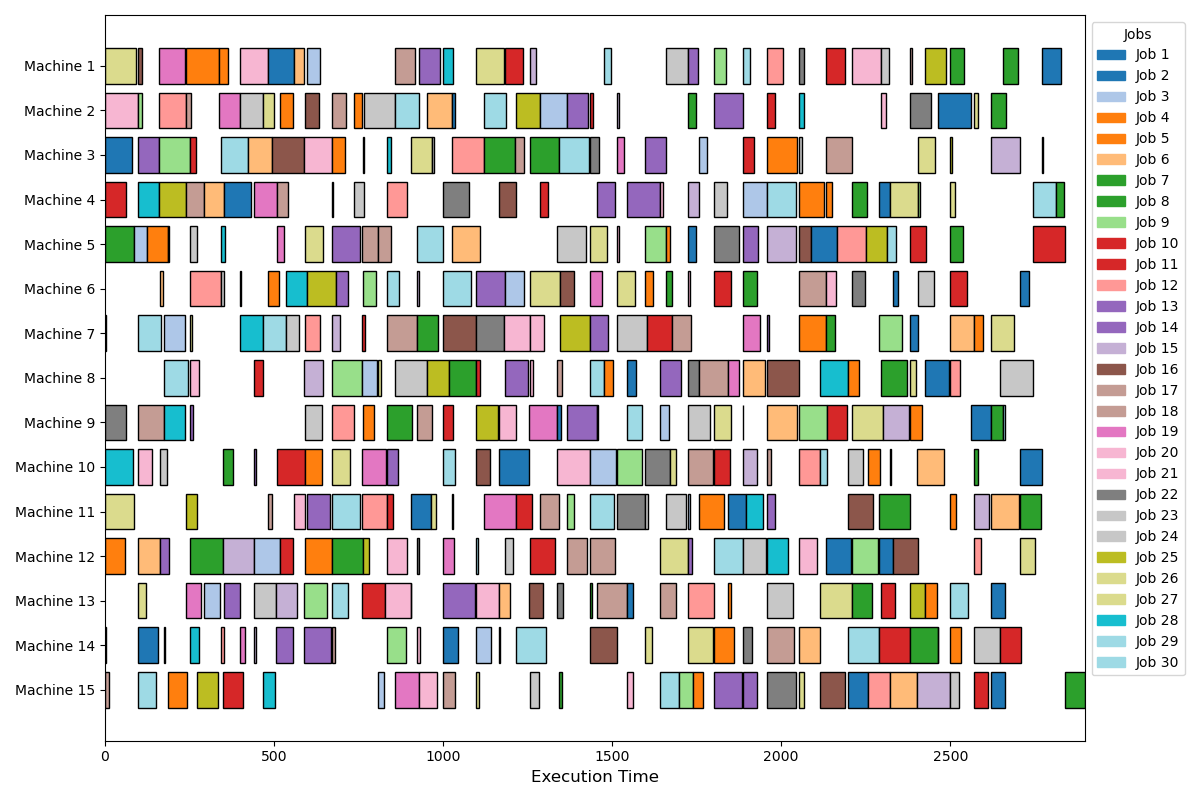 Machine 1
Machine 2
Machine 3
Machine 4
Machine 5
Machine 6
Machine 7
Machine 8
Machine 9
Machine 10
Machine 11
Machine 12
Machine 13
Machine 14
Machine 15
0 500 1000 1500 2000 2500
Execution Time
Jobs
Job 1
Job 2
Job 3
Job 4
Job 5
Job 6
Job 7
Job 8
Job 9
Job 10
Job 11
Job 12
Job 13
Job 14
Job 15
Job 16
Job 17
Job 18
Job 19
Job 20
Job 21
Job 22
Job 23
Job 24
Job 25
Job 26
Job 27
Job 28
Job 29
Job 30